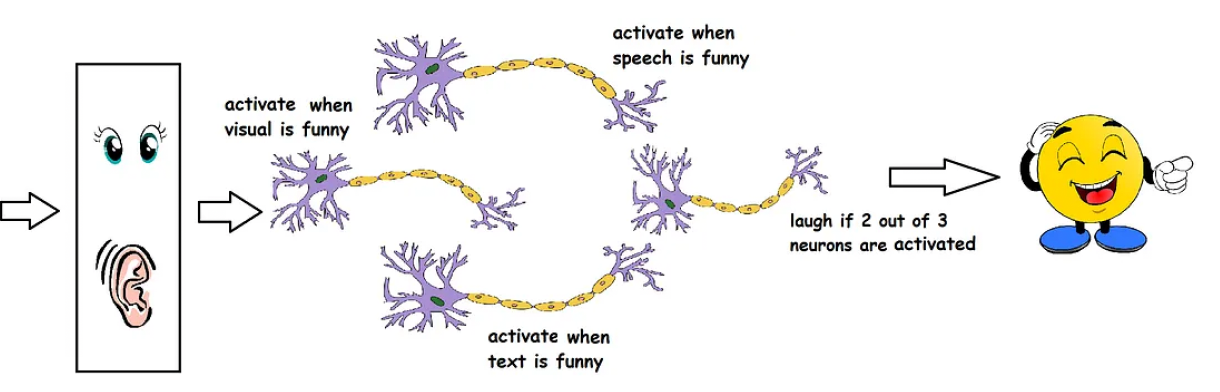 activate when
speech is funny
activate when
visual is funny
laugh if 2 out of 3
neurons are activated
activate when
text is funny